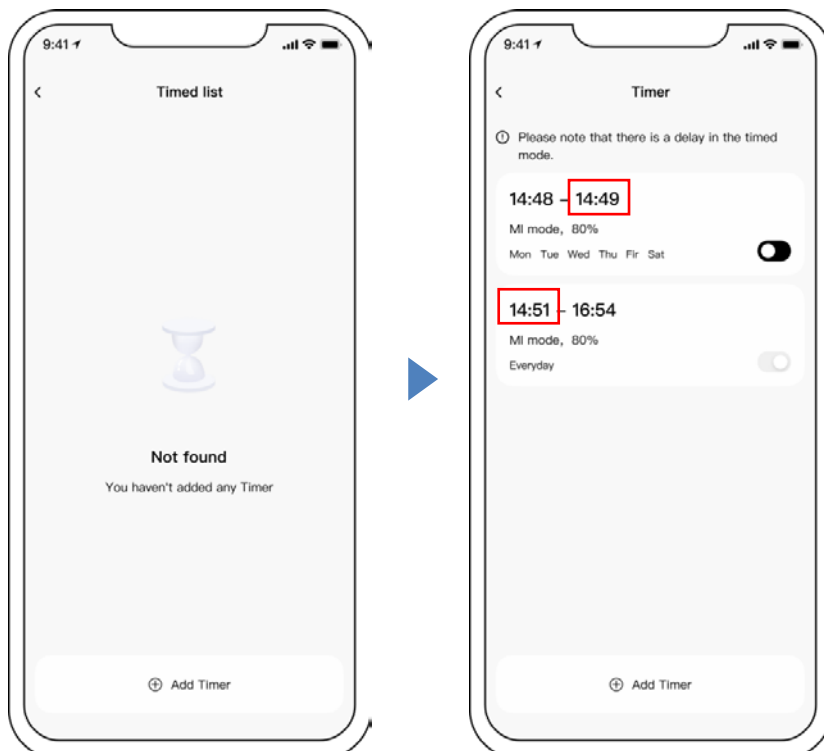 9:41
Timed list
Not found
You haven't added any Timer
Add Timer
9:41
Timer
Please note that there is a delay in the timed
mode.
14:48 – 14:49
MI mode, 80%
Mon Tue Wed Thu Fir Sat
14:51 – 16:54
MI mode, 80%
Everyday
Add Timer